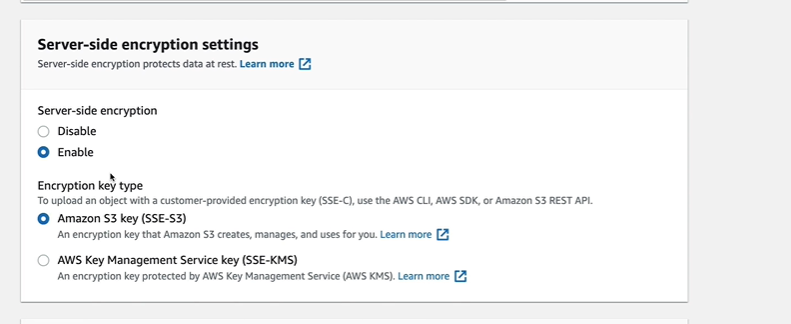 Server-side encryption settings
Server-side encryption protects data at rest. Learn more
Server-side encryption
Disable
Enable
Encryption key type
To upload an object with a customer-provided encryption key (SSE-C), use the AWS CLI, AWS SDK, or Amazon S3 REST API.
Amazon S3 key (SSE-S3)
An encryption key that Amazon S3 creates, manages, and uses for you. Learn more
AWS Key Management Service key (SSE-KMS)
An encryption key protected by AWS Key Management Service (AWS KMS). Learn more